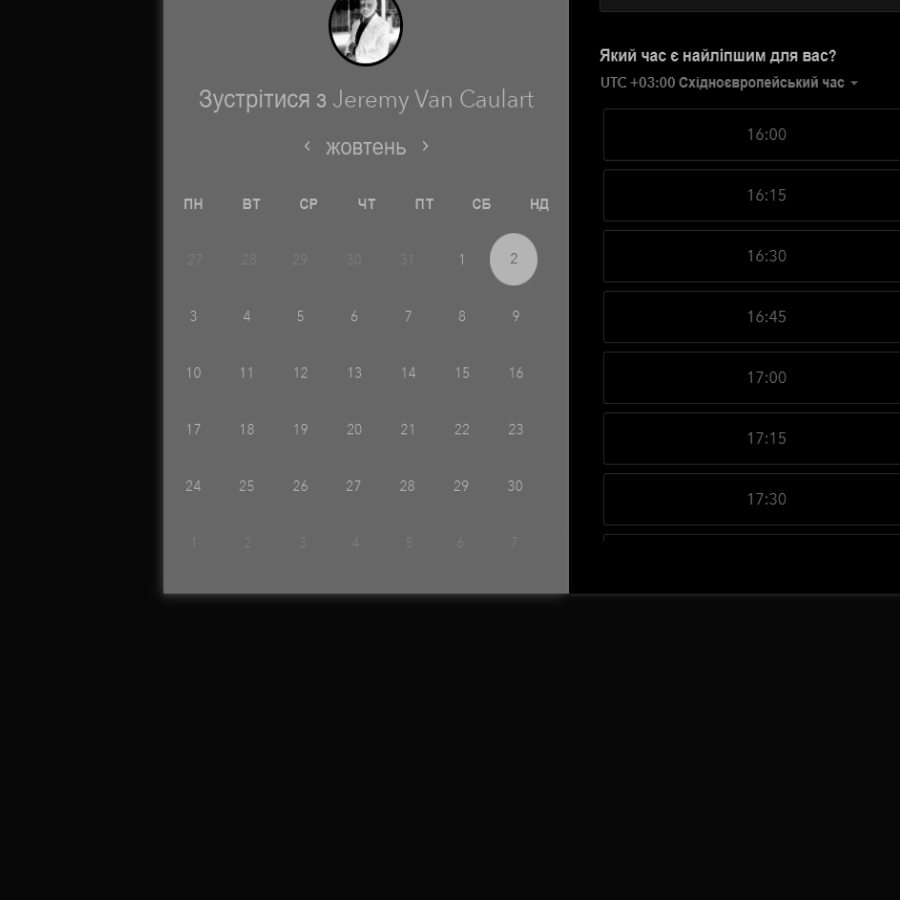 Зустрітися з Jeremy Van Caulart
‹ жовтень ›
ПН ВТ СР ЧТ ПТ СБ НД
27 28 29 30 31 1 2
3 4 5 6 7 8 9
10 11 12 13 14 15 16
17 18 19 20 21 22 23
24 25 26 27 28 29 30
1 2 3 4 5 6 7
Який час є найліпшим для вас?
UTC +03:00 Східноєвропейський час
16:00
16:15
16:30
16:45
17:00
17:15
17:30